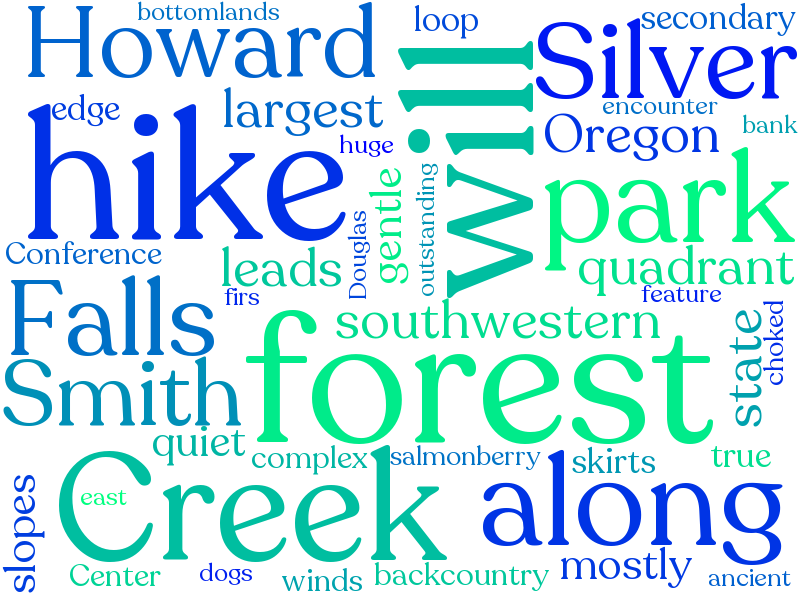 bottomlands
loop
secondary
Howard
Silver
edge
largest
will
encounter
huge
Oregon
bank
hike
gentle
outstanding
park
Douglas
Conference
leads
quadrant
firs
feature
Falls
southwestern
state
choked
Smith
forest
quiet
complex
salmonberry
skirts
true
Creek
along
slopes
east
Center
dogs
winds
backcountry
mostly
ancient